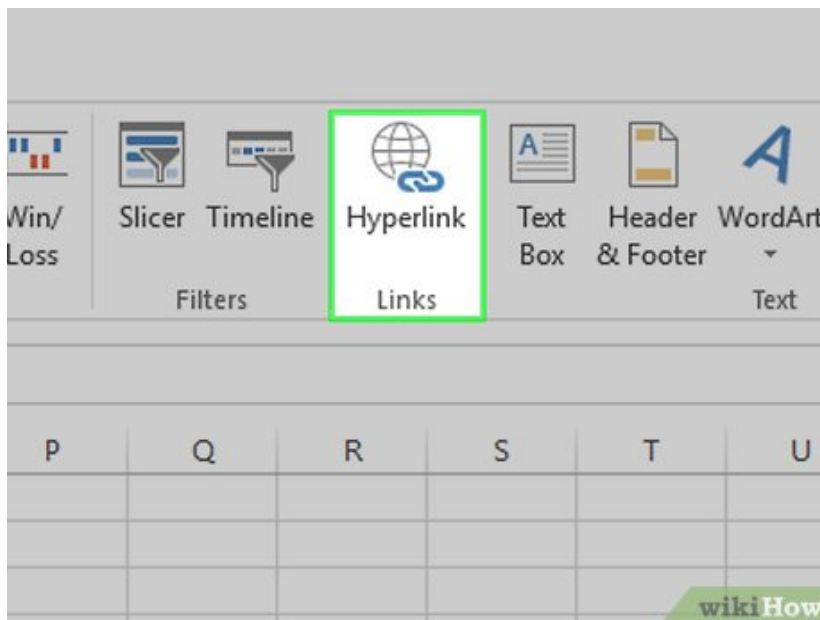 Win/
Loss
Slicer
Timeline
Filters
Hyperlink
Links
A
Text
Box
Header
& Footer
A
WordArt
Text
P Q R S T U
wikiHow